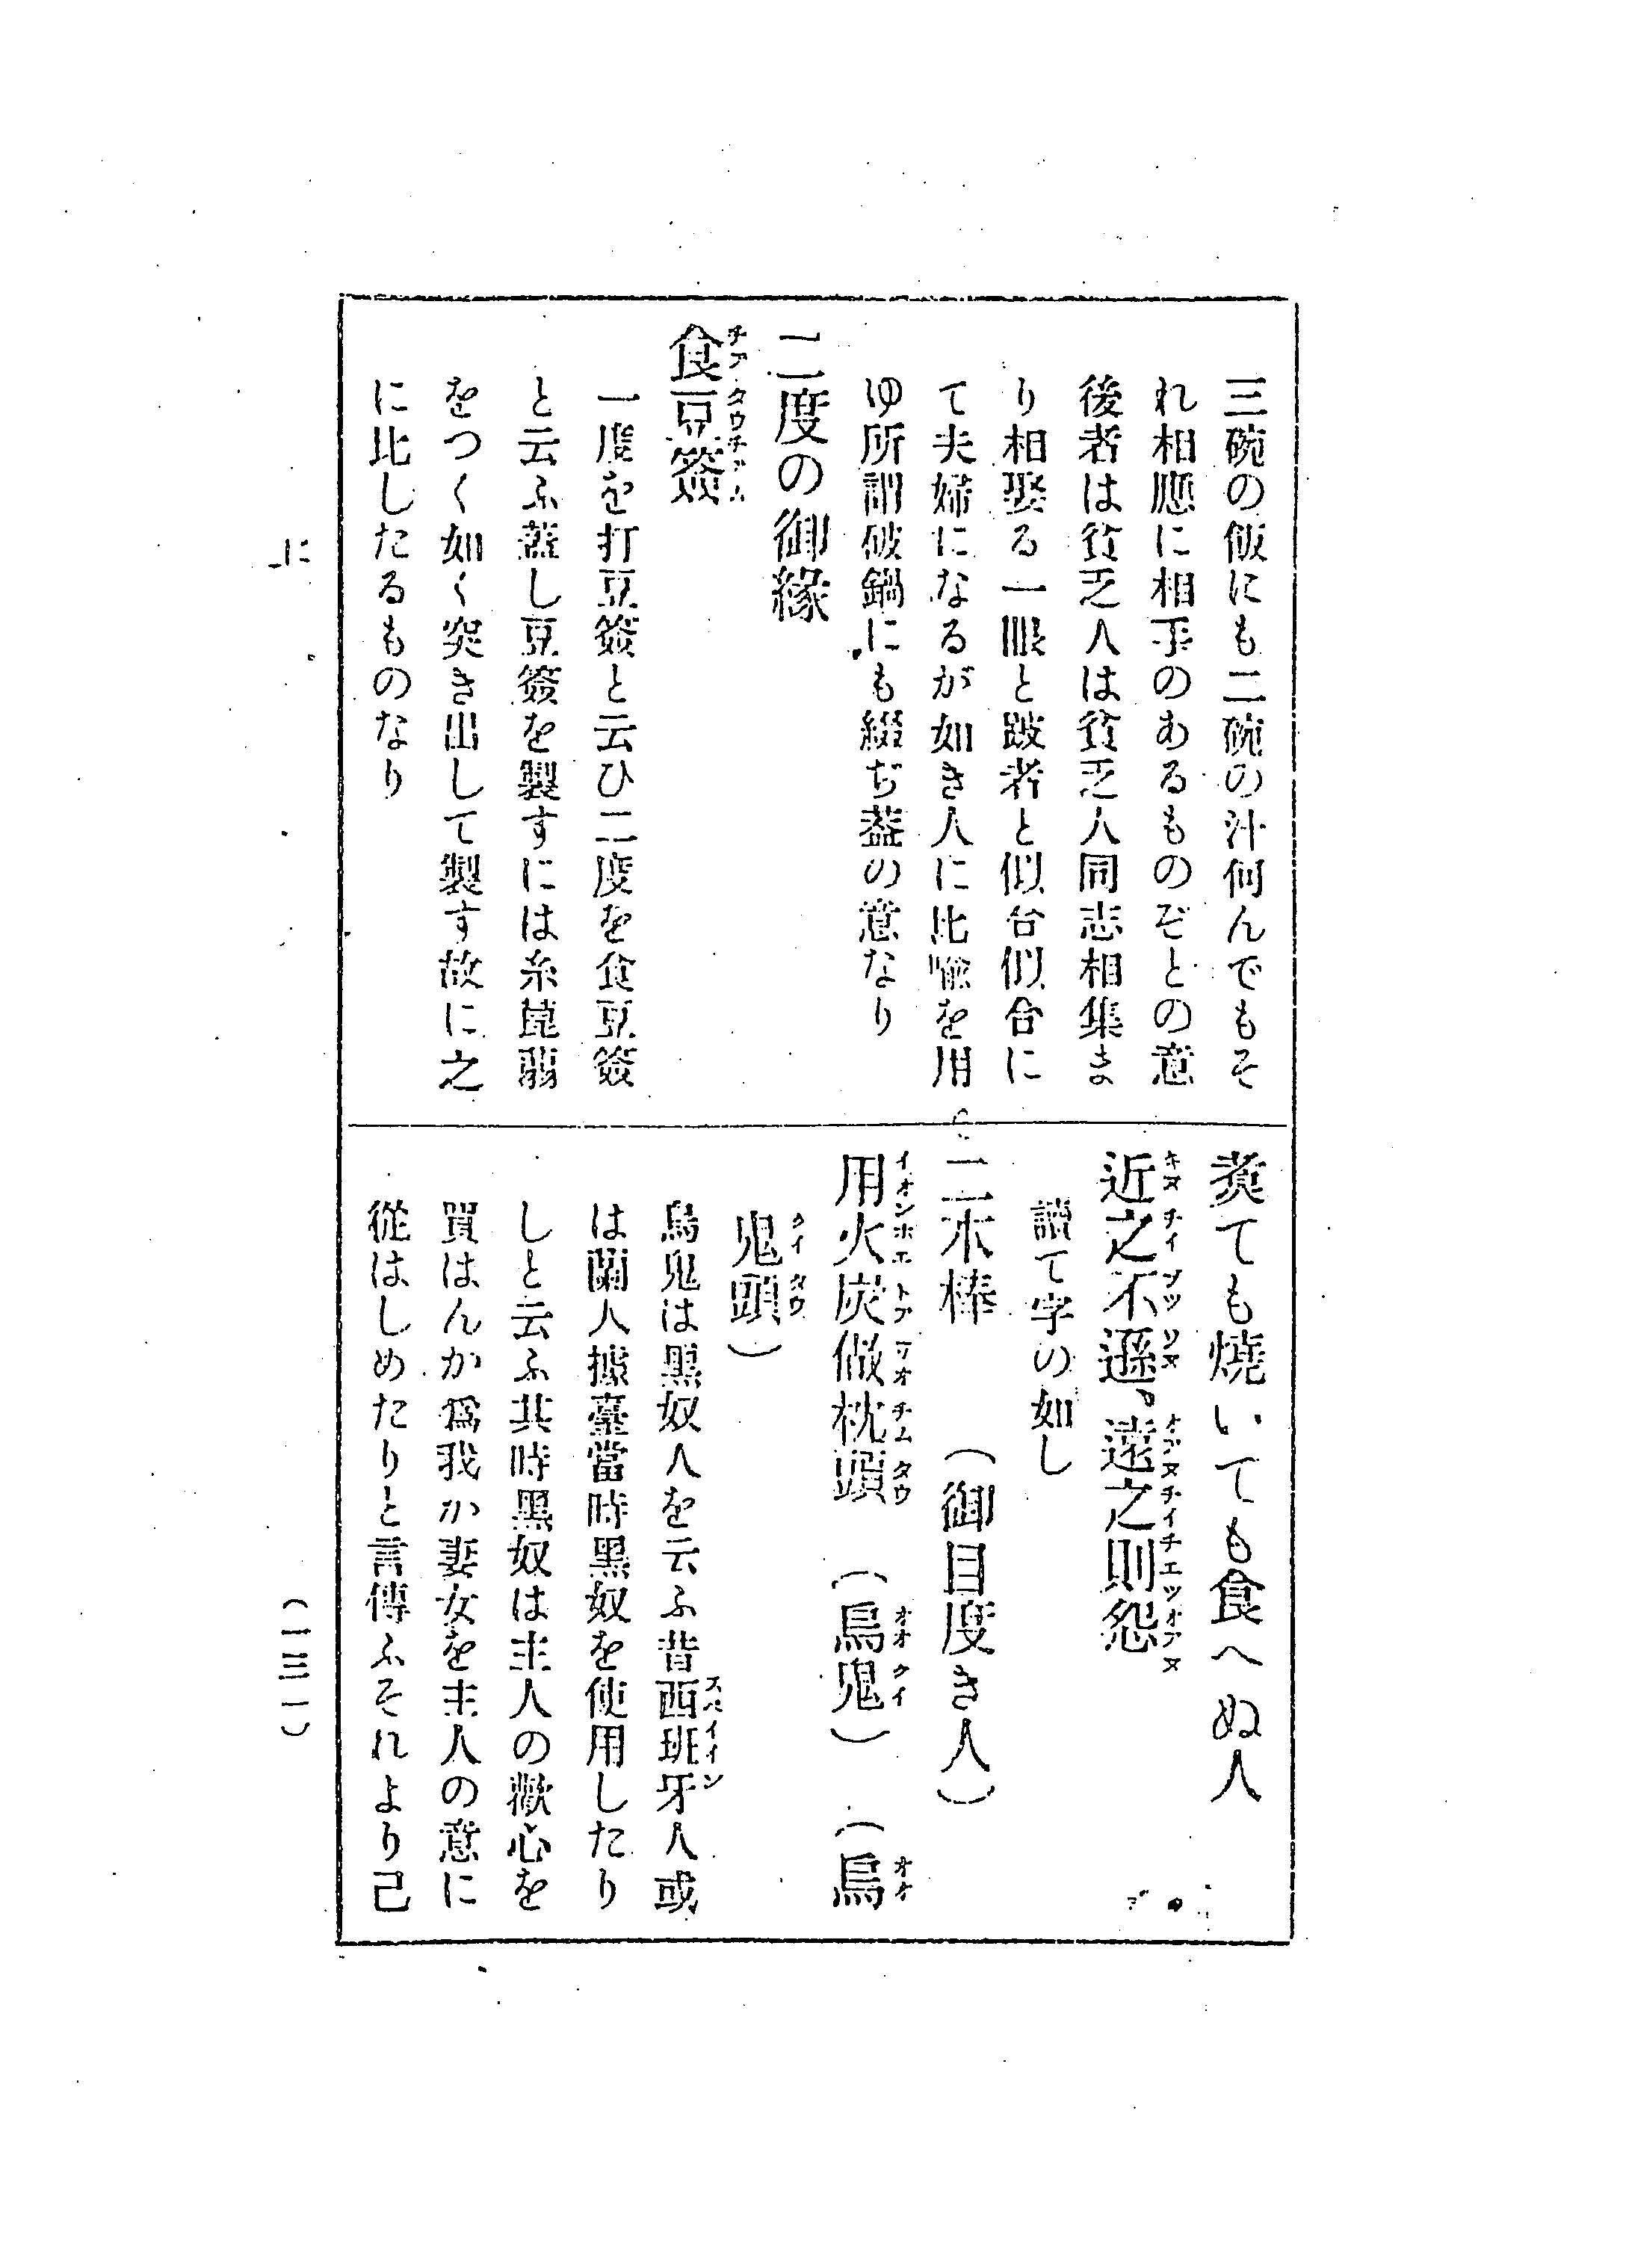 三碗の飯にも二碗の汁何んでもそ
れ相應に相手のあるものぞとの意
後者は貧乏人は貧乏人同志相集ま
り相娶る一眼と跛者と似合似合に
て夫婦になるが如き人に比喩を用
ゆ所謂破鍋にも綴ぢ蓋の意なり
二度の御緣
食豆簽
チアタウチアム
一度を打豆簽と云ひ二度を食豆簽
と云ふ蓋し豆簽を製すには糸蒟蒻
をつく如く突き出して製す故に之
に比したるものなり
煑ても燒いても食へぬ人
近之不遜、遠之則怨
キヌチイプツソヌ オアヌチイチエツオアヌ
讀て字の如し
二木棒 (御目度き人)
用火炭做枕頭 (烏鬼) (烏
イオンホエトアツオチムタウ オオクイ オオ
鬼頭)
クイタウ
烏鬼は黑奴人を云ふ昔西班牙人或
スペイイン
は蘭人據臺當時黑奴を使用したり
しと云ふ其時黑奴は主人の歡心を
買はんか爲我か妻女を主人の意に
從はしめたりと言傳ふそれより己
に
(一三一)